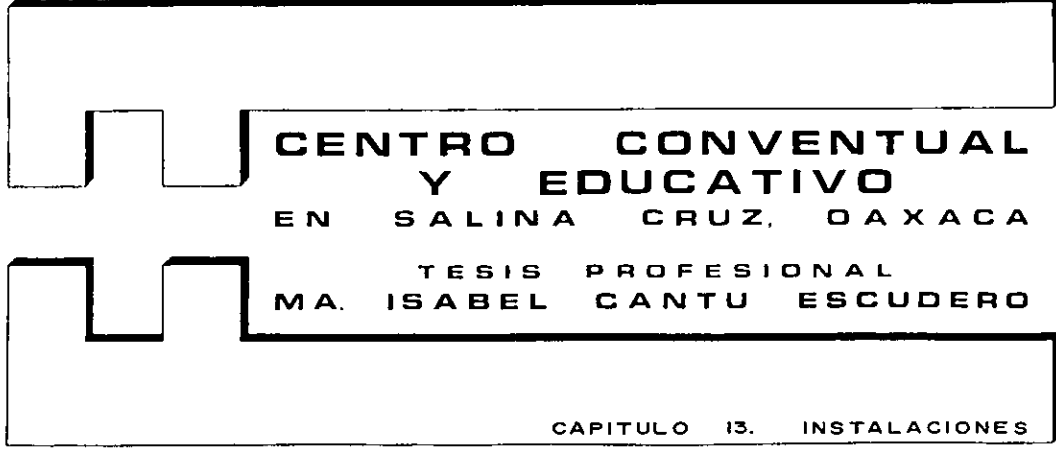 CENTRO CONVENTUAL
Y EDUCATIVO
EN SALINA CRUZ, OAXACA
TESIS PROFESIONAL
MA. ISABEL CANTU ESCUDERO
CAPITULO 13. INSTALACIONES